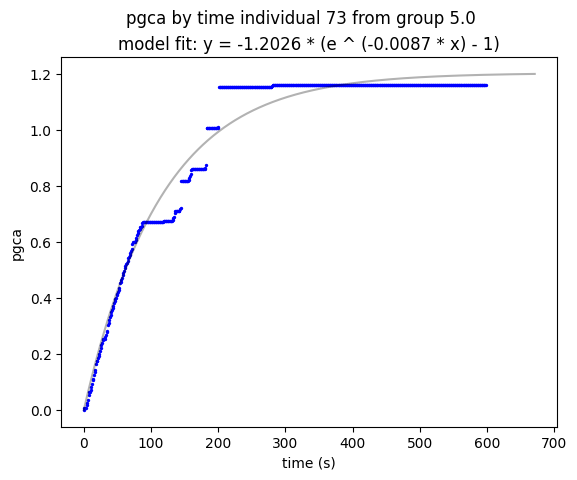 pgca by time individual 73 from group 5.0
model fit: y = -1.2026 * (e ^ (-0.0087 * x) - 1)
1.2
1.0
0.8
0.6
0.4
0.2
0.0
pgca
0 100 200 300 400 500 600 700
time (s)